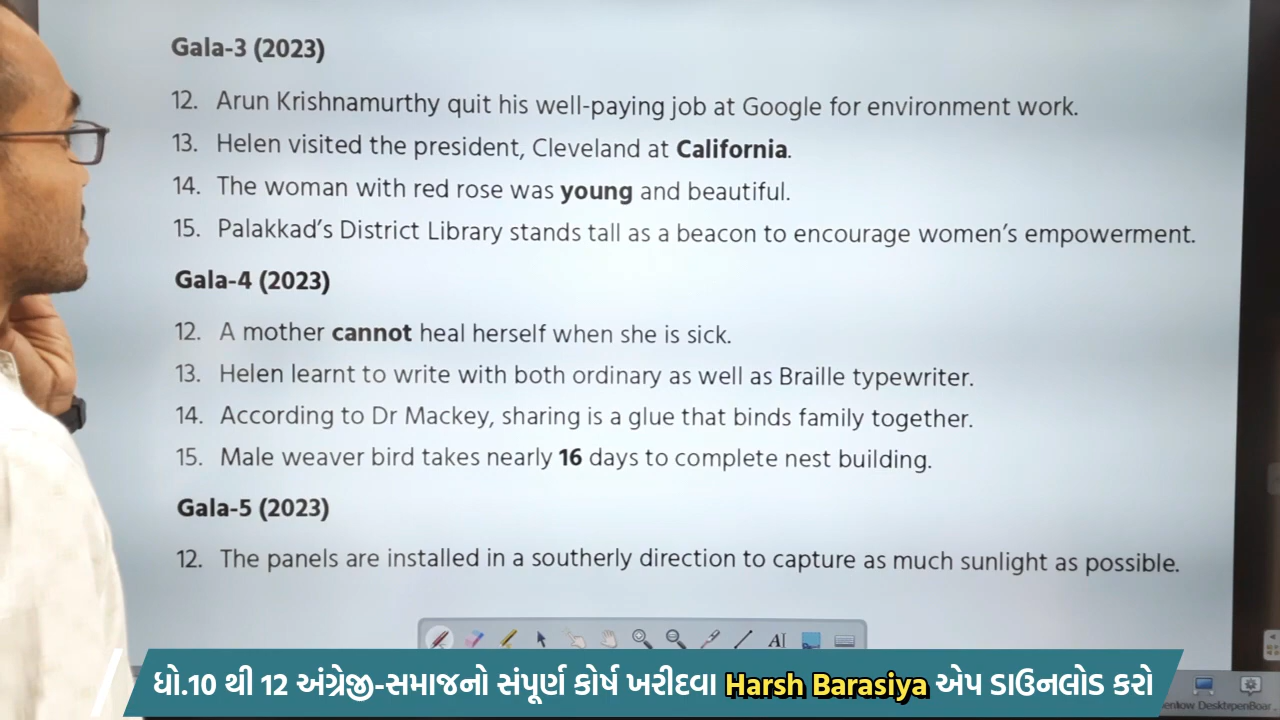 Gala-3 (2023)
12. Arun Krishnamurthy quit his well-paying job at Google for environment work.
13. Helen visited the president, Cleveland at California.
14. The woman with red rose was young and beautiful.
15. Palakkad's District Library stands tall as a beacon to encourage women's empowerment.
Gala-4 (2023)
12. A mother cannot heal herself when she is sick.
13. Helen learnt to write with both ordinary as well as Braille typewriter.
14. According to Dr Mackey, sharing is a glue that binds family together.
15. Male weaver bird takes nearly 16 days to complete nest building.
Gala-5 (2023)
12. The panels are installed in a southerly direction to capture as much sunlight as possible.
AI
ધો.10 થી 12 અંગ્રેજી-સમાજનો સંપૂર્ણ કોર્ષ ખરીદવા Harsh Barasiya એપ ડાઉનલોડ કરો